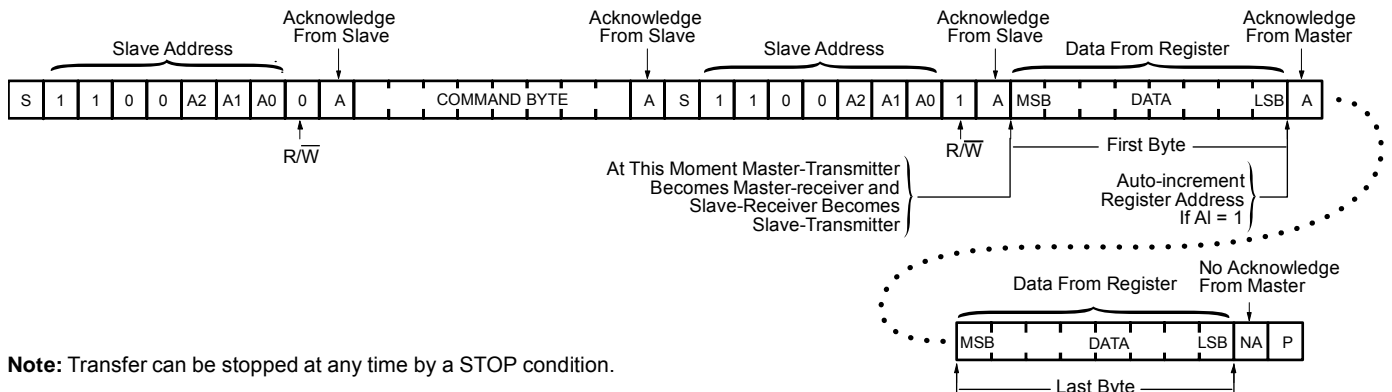 Acknowledge From Slave
Acknowledge From Slave
Acknowledge From Slave
Acknowledge From Master
Slave Address
Slave Address
Data From Register
S 1 1 0 0 A2 A1 A0 0 A COMMAND BYTE A S 1 1 0 0 A2 A1 A0 1 A MSB DATA LSB A
R/W̅
R/W̅
First Byte
At This Moment Master-Transmitter
Becomes Master-receiver and
Slave-Receiver Becomes
Slave-Transmitter
Auto-increment
Register Address
If AI = 1
Data From Register
No Acknowledge
From Master
MSB DATA LSB NA P
Last Byte
Note: Transfer can be stopped at any time by a STOP condition.